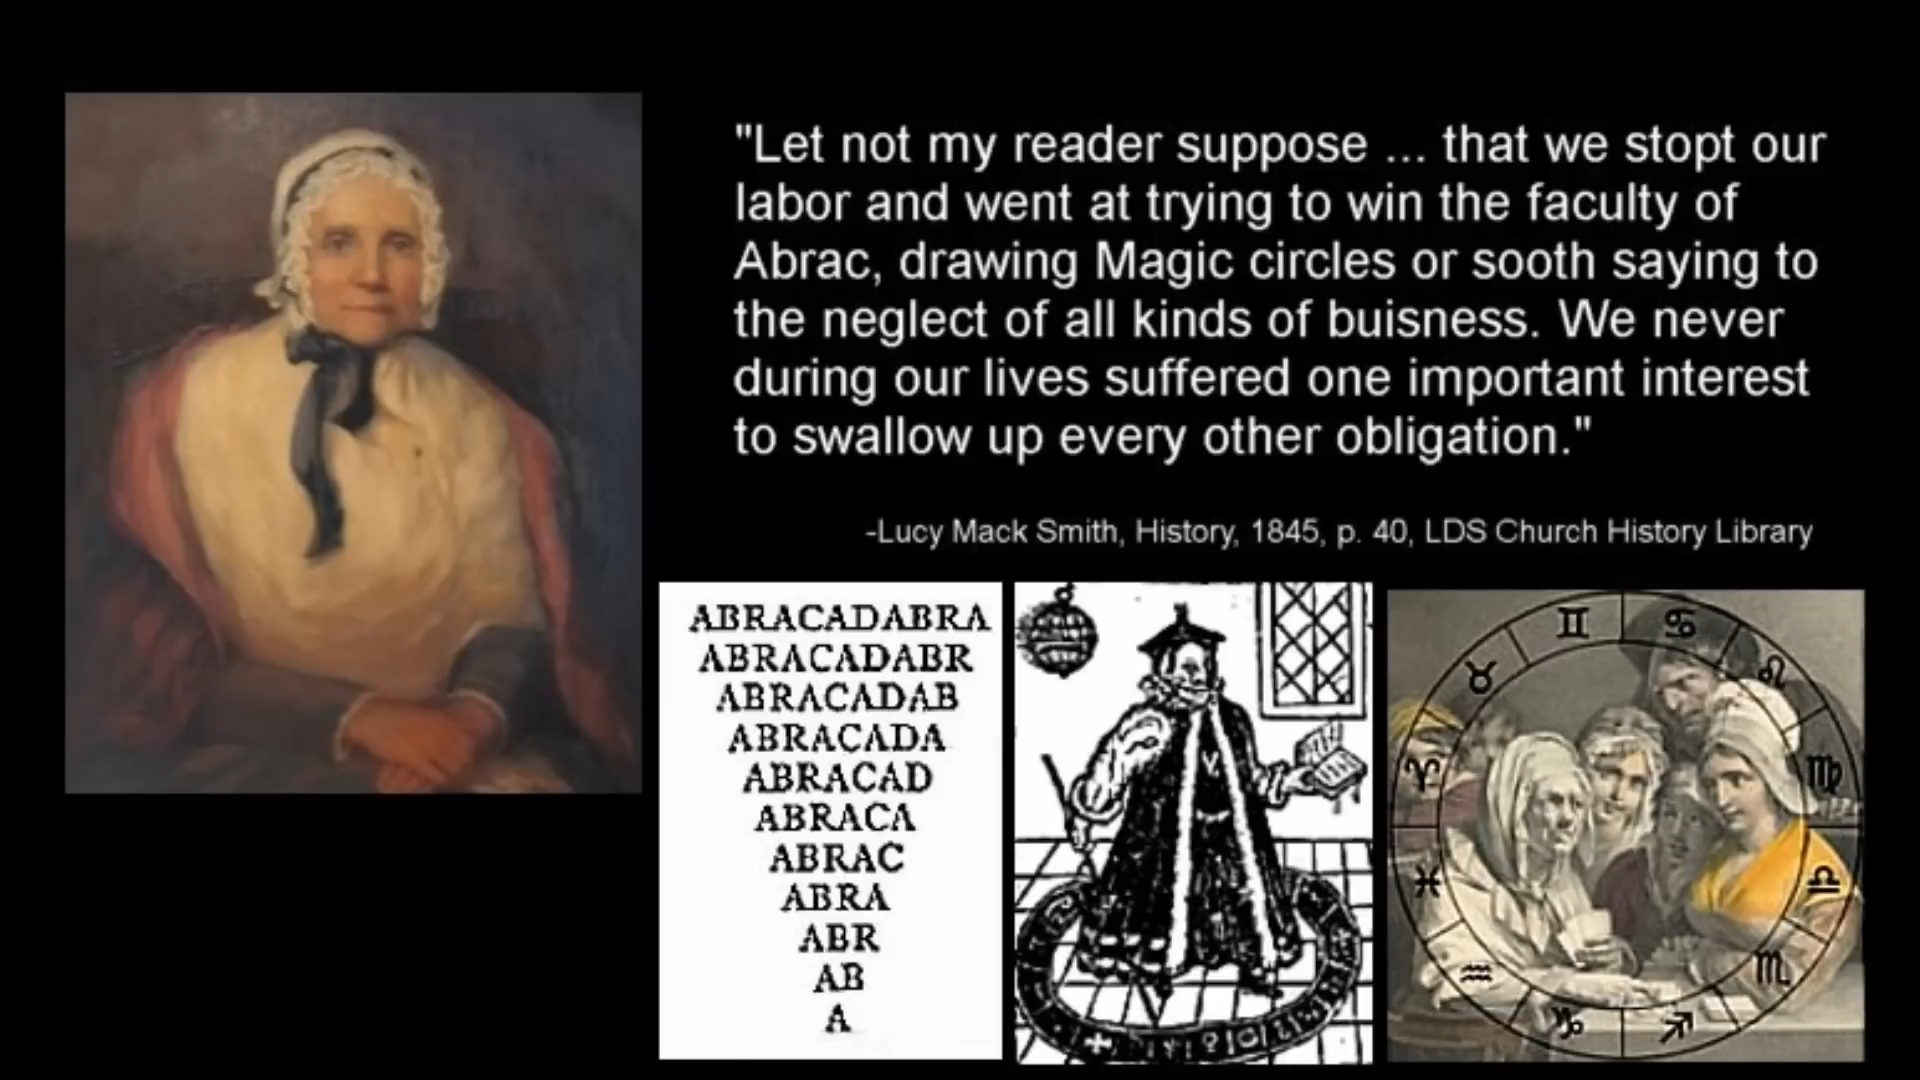 "Let not my reader suppose ... that we stopt our
labor and went at trying to win the faculty of
Abrac, drawing Magic circles or sooth saying to
the neglect of all kinds of buisness. We never
during our lives suffered one important interest
to swallow up every other obligation."
-Lucy Mack Smith, History, 1845, p. 40, LDS Church History Library
ABRACADABRA
ABRACADABR
ABRACADAB
ABRACADA
ABRACAD
ABRACA
ABRAC
ABRA
ABR
AB
A